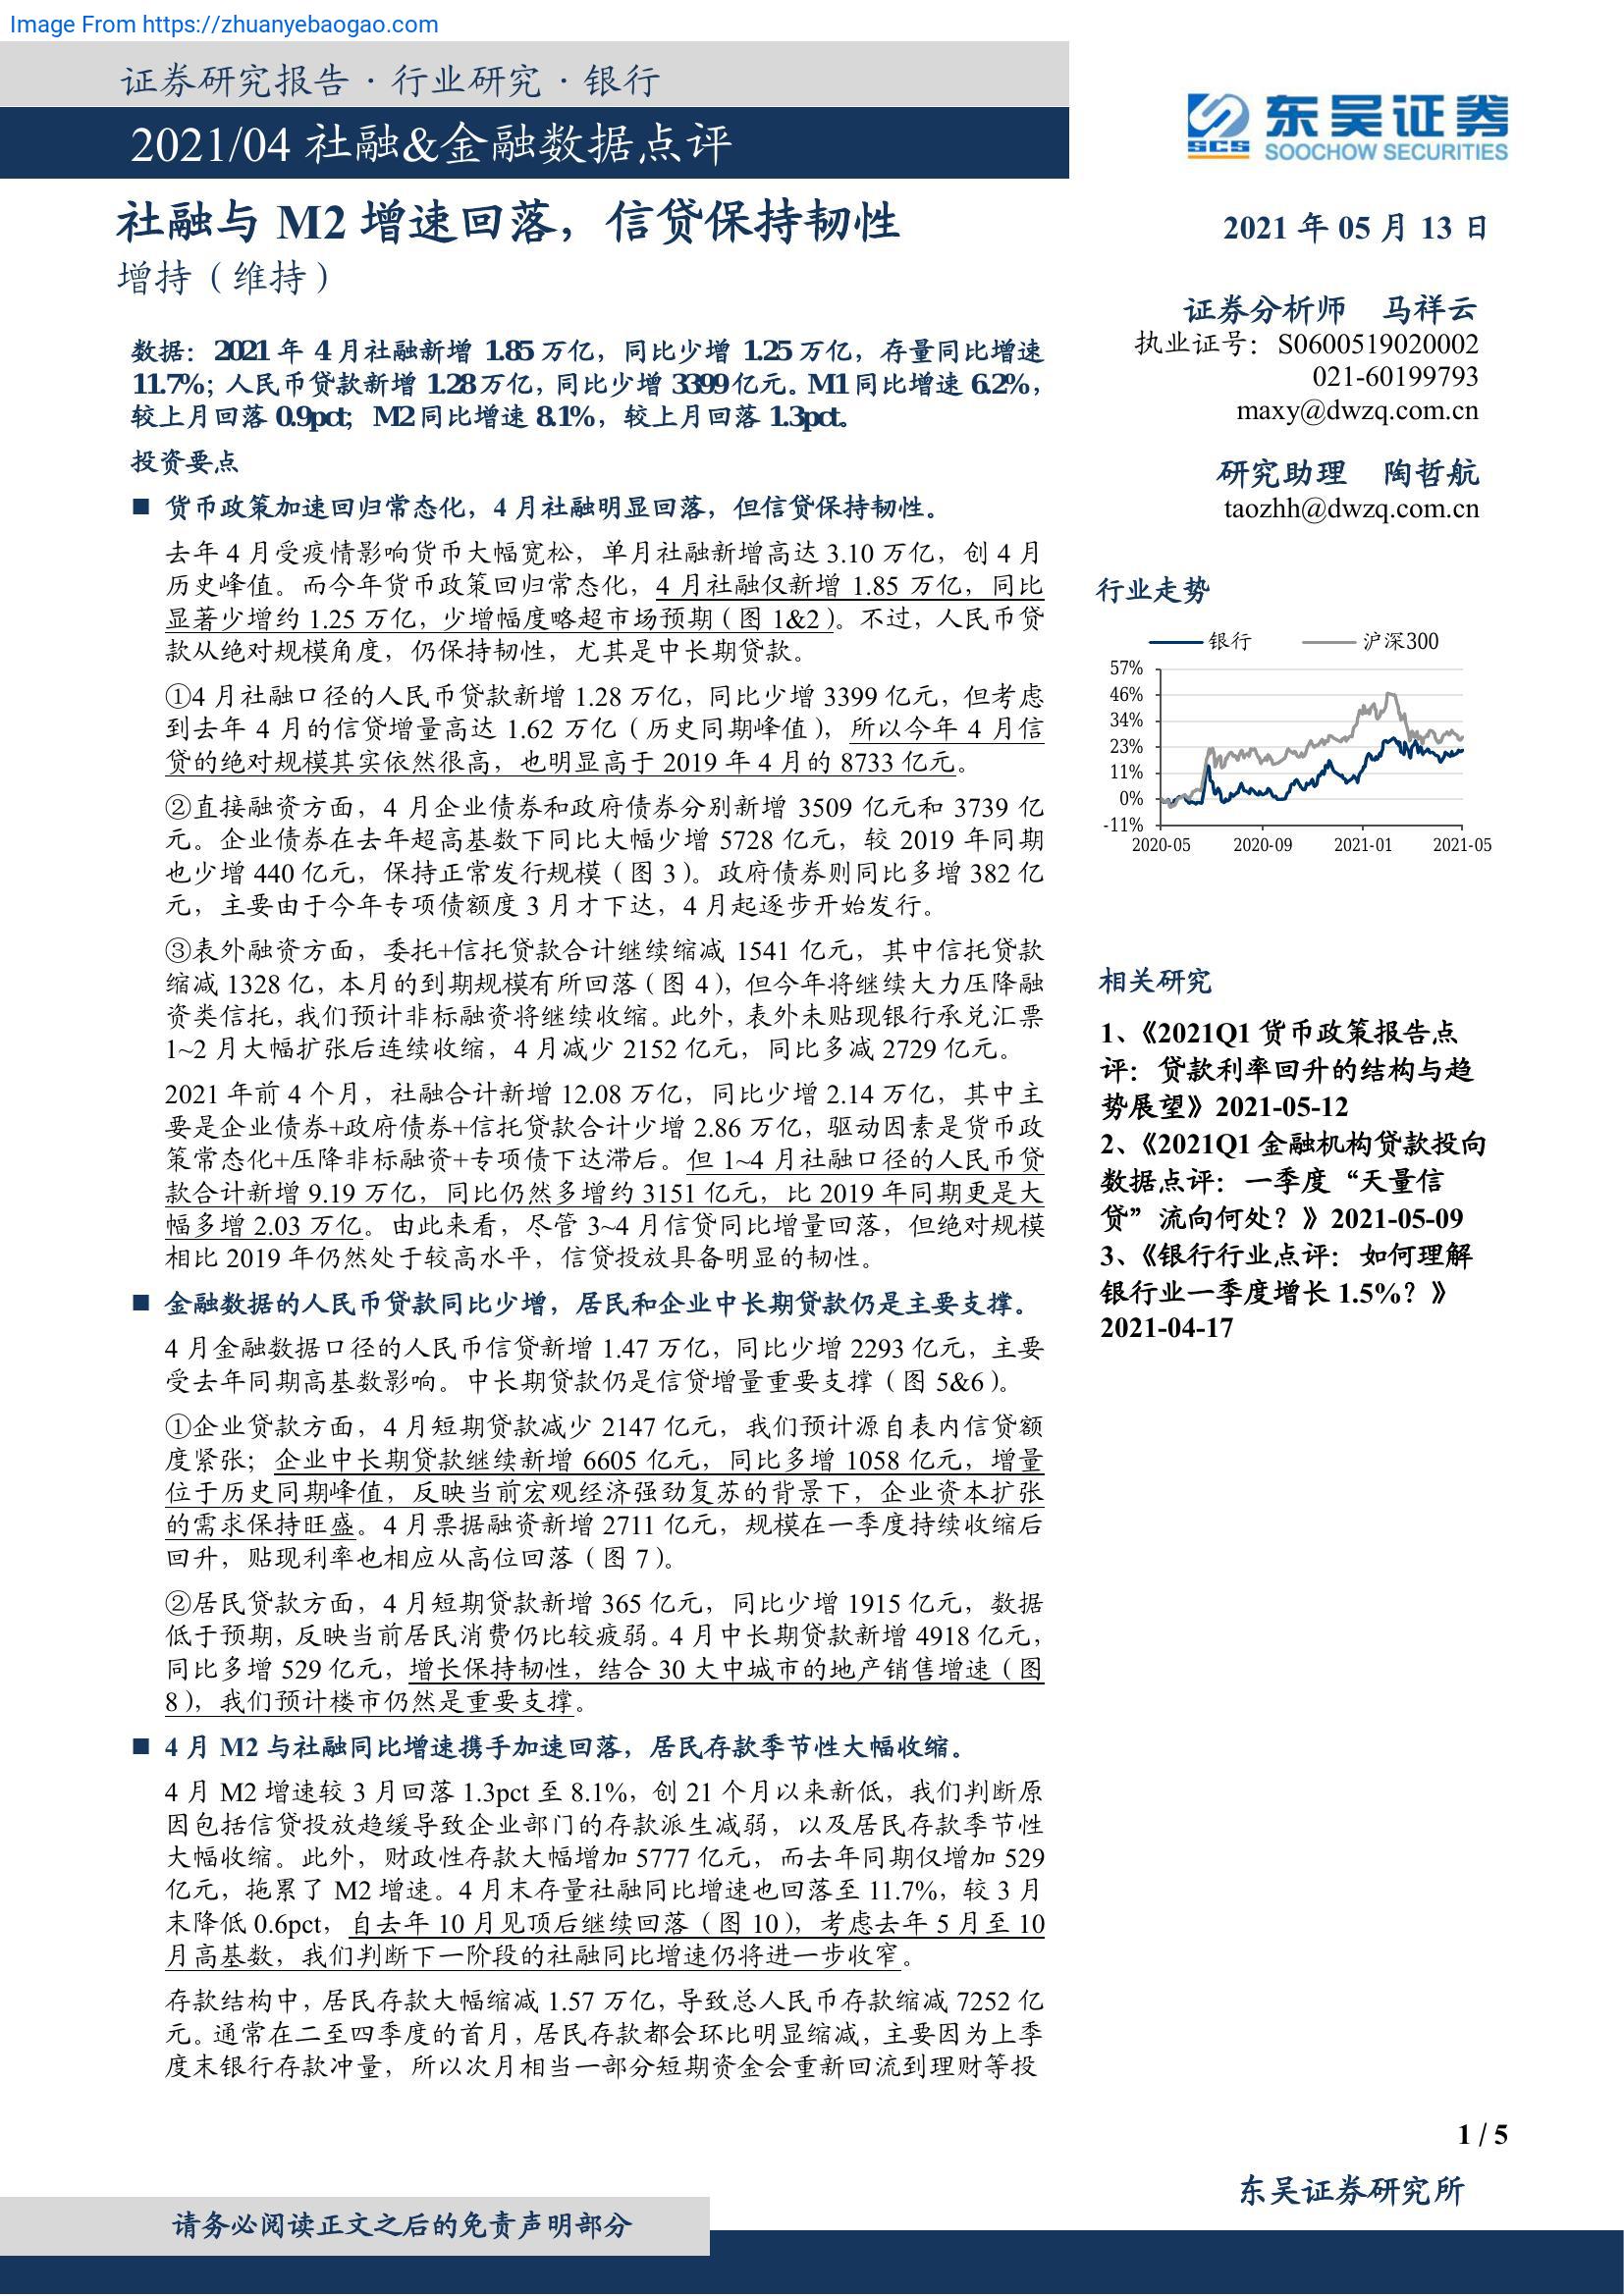 Image From https://zhuanyebaogao.com
证券研究报告·行业研究·银行
2021/04 社融&金融数据点评
SCS 东吴证券
SOOCHOW SECURITIES
社融与 M2 增速回落，信贷保持韧性
增持（维持）
2021 年 05 月 13 日
证券分析师 马祥云
执业证号：S0600519020002
021-60199793
maxy@dwzq.com.cn
研究助理 陶哲航
taozhh@dwzq.com.cn
数据：2021 年 4 月社融新增 1.85 万亿，同比少增 1.25 万亿，存量同比增速
11.7%；人民币贷款新增 1.28 万亿，同比少增 3399 亿元。M1 同比增速 6.2%，
较上月回落 0.9pct；M2 同比增速 8.1%，较上月回落 1.3pct。
投资要点
■ 货币政策加速回归常态化，4 月社融明显回落，但信贷保持韧性。
去年 4 月受疫情影响货币大幅宽松，单月社融新增高达 3.10 万亿，创 4 月
历史峰值。而今年货币政策回归常态化，4 月社融仅新增 1.85 万亿，同比
显著少增约 1.25 万亿，少增幅度略超市场预期（图 1&2）。不过，人民币贷
款从绝对规模角度，仍保持韧性，尤其是中长期贷款。
①4 月社融口径的人民币贷款新增 1.28 万亿，同比少增 3399 亿元，但考虑
到去年 4 月的信贷增量高达 1.62 万亿（历史同期峰值），所以今年 4 月信
贷的绝对规模其实依然很高，也明显高于 2019 年 4 月的 8733 亿元。
②直接融资方面，4 月企业债券和政府债券分别新增 3509 亿元和 3739 亿
元。企业债券在去年超高基数下同比大幅少增 5728 亿元，较 2019 年同期
也少增 440 亿元，保持正常发行规模（图 3）。政府债券则同比多增 382 亿
元，主要由于今年专项债额度 3 月才下达，4 月起逐步开始发行。
③表外融资方面，委托+信托贷款合计继续缩减 1541 亿元，其中信托贷款
缩减 1328 亿，本月的到期规模有所回落（图 4），但今年将继续大力压降融
资类信托，我们预计非标融资将继续收缩。此外，表外未贴现银行承兑汇票
1~2 月大幅扩张后连续收缩，4 月减少 2152 亿元，同比多减 2729 亿元。
2021 年前 4 个月，社融合计新增 12.08 万亿，同比少增 2.14 万亿，其中主
要是企业债券+政府债券+信托贷款合计少增 2.86 万亿，驱动因素是货币政
策常态化+压降非标融资+专项债下达滞后。但 1~4 月社融口径的人民币贷
款合计新增 9.19 万亿，同比仍然多增约 3151 亿元，比 2019 年同期更是大
幅多增 2.03 万亿。由此来看，尽管 3~4 月信贷同比增量回落，但绝对规模
相比 2019 年仍然处于较高水平，信贷投放具备明显的韧性。
■ 金融数据的人民币贷款同比少增，居民和企业中长期贷款仍是主要支撑。
4 月金融数据口径的人民币信贷新增 1.47 万亿，同比少增 2293 亿元，主要
受去年同期高基数影响。中长期贷款仍是信贷增量重要支撑（图 5&6）。
①企业贷款方面，4 月短期贷款减少 2147 亿元，我们预计源自表内信贷额
度紧张；企业中长期贷款继续新增 6605 亿元，同比多增 1058 亿元，增量
位于历史同期峰值，反映当前宏观经济强劲复苏的背景下，企业资本扩张
的需求保持旺盛。4 月票据融资新增 2711 亿元，规模在一季度持续收缩后
回升，贴现利率也相应从高位回落（图 7）。
②居民贷款方面，4 月短期贷款新增 365 亿元，同比少增 1915 亿元，数据
低于预期，反映当前居民消费仍比较疲弱。4 月中长期贷款新增 4918 亿元，
同比多增 529 亿元，增长保持韧性，结合 30 大中城市的地产销售增速（图
8），我们预计楼市仍然是重要支撑。
■ 4 月 M2 与社融同比增速携手加速回落，居民存款季节性大幅收缩。
4 月 M2 增速较 3 月回落 1.3pct 至 8.1%，创 21 个月以来新低，我们判断原
因包括信贷投放趋缓导致企业部门的存款派生减弱，以及居民存款季节性
大幅收缩。此外，财政性存款大幅增加 5777 亿元，而去年同期仅增加 529
亿元，拖累了 M2 增速。4 月末存量社融同比增速也回落至 11.7%，较 3 月
末降低 0.6pct，自去年 10 月见顶后继续回落（图 10），考虑去年 5 月至 10
月高基数，我们判断下一阶段的社融同比增速仍将进一步收窄。
存款结构中，居民存款大幅缩减 1.57 万亿，导致总人民币存款缩减 7252 亿
元。通常在二至四季度的首月，居民存款都会环比明显缩减，主要因为上季
度末银行存款冲量，所以次月相当一部分短期资金会重新回流到理财等投
行业走势
银行 沪深300
57%
46%
34%
23%
11%
0%
-11%
2020-05 2020-09 2021-01 2021-05
相关研究
1、《2021Q1 货币政策报告点
评：贷款利率回升的结构与趋
势展望》2021-05-12
2、《2021Q1 金融机构贷款投向
数据点评：一季度“天量信
贷”流向何处？》2021-05-09
3、《银行行业点评：如何理解
银行业一季度增长 1.5%？》
2021-04-17
1 / 5
东吴证券研究所
请务必阅读正文之后的免责声明部分